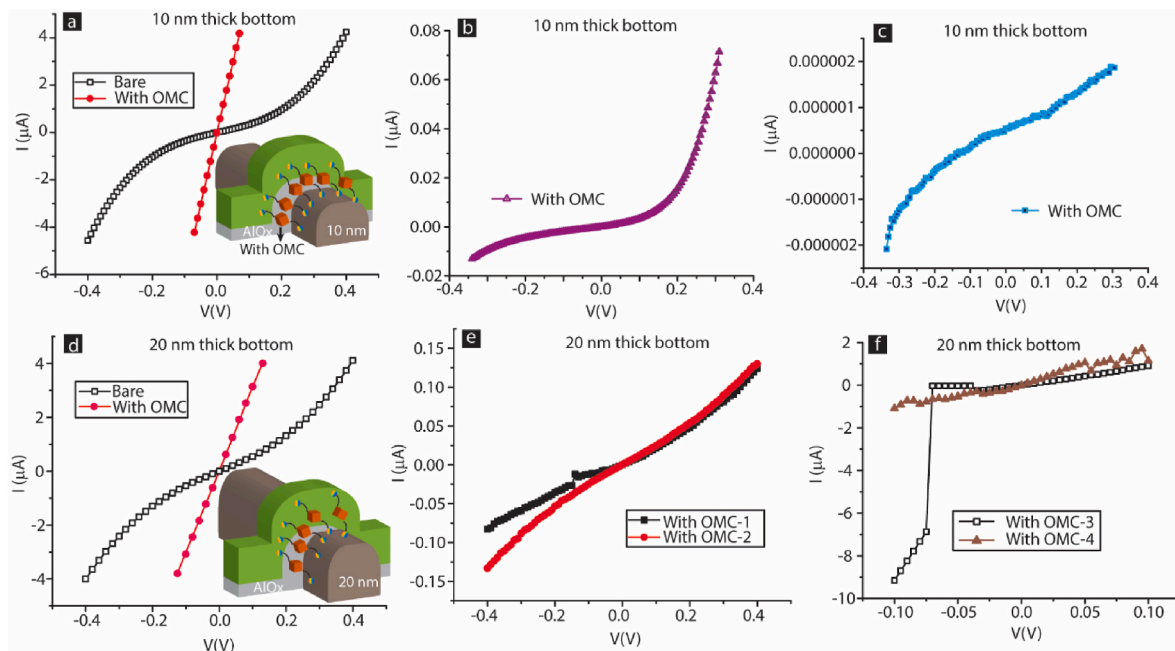 a
10 nm thick bottom
4
2
0
-2
-4
-6
I (μA)
Bare
With OMC
AlOx
With OMC
10 nm
-0.4
-0.2
0.0
0.2
0.4
V(V)
b
10 nm thick bottom
0.08
0.06
0.04
0.02
0.00
-0.02
I (μA)
With OMC
-0.4
-0.2
0.0
0.2
0.4
V(V)
c
10 nm thick bottom
0.000002
0.000001
0.000000
-0.000001
-0.000002
I (μA)
With OMC
-0.4
-0.3
-0.2
-0.1
0.0
0.1
0.2
0.3
V(V)
d
20 nm thick bottom
4
2
0
-2
-4
I (μA)
Bare
With OMC
AlOx
20 nm
-0.4
-0.2
0.0
0.2
0.4
V(V)
e
20 nm thick bottom
0.15
0.10
0.05
0.00
-0.05
-0.10
-0.15
I (μA)
With OMC-1
With OMC-2
-0.4
-0.2
0.0
0.2
0.4
V(V)
f
20 nm thick bottom
2
0
-2
-4
-6
-8
-10
I (μA)
With OMC-3
With OMC-4
-0.10
-0.05
0.00
0.05
0.10
V(V)